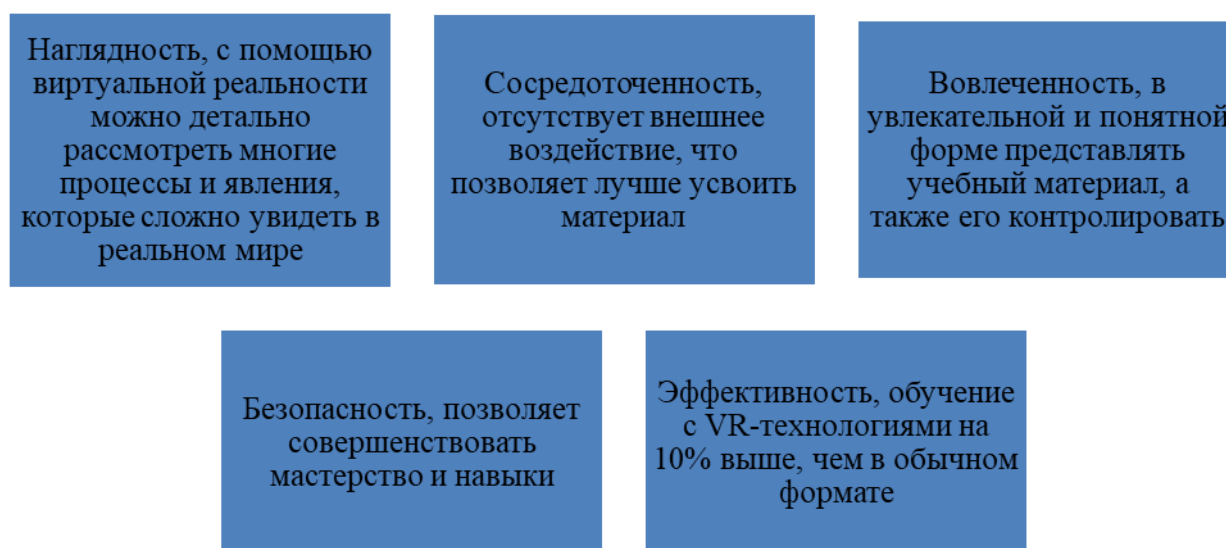 Наглядность, с помощью
виртуальной реальности
можно детально
рассмотреть многие
процессы и явления,
которые сложно увидеть в
реальном мире
Сосредоточенность,
отсутствует внешнее
воздействие, что
позволяет лучше усвоить
материал
Вовлеченность, в
увлекательной и понятной
форме представлять
учебный материал, а
также его контролировать
Безопасность, позволяет
совершенствовать
мастерство и навыки
Эффективность, обучение
с VR-технологиями на
10% выше, чем в обычном
формате